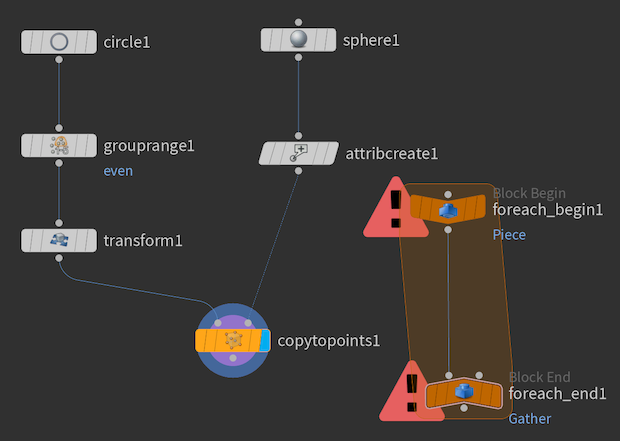 circle1
sphere1
grouprange1
even
attribcreate1
Block Begin
foreach_begin1
Piece
transform1
copytopoints1
Block End
foreach_end1
Gather